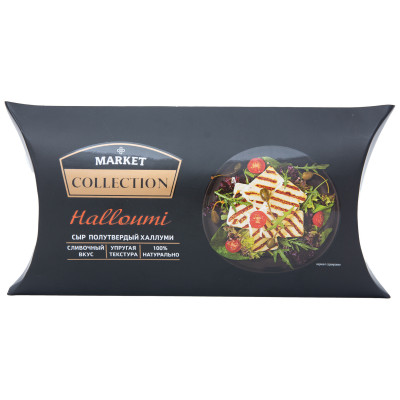 MARKET
COLLECTION
Halloumi
СЫР ПОЛУТВЕРДЫЙ ХАЛЛУМИ
СЛИВОЧНЫЙ ВКУС
УПРУГАЯ ТЕКСТУРА
100% НАТУРАЛЬНО